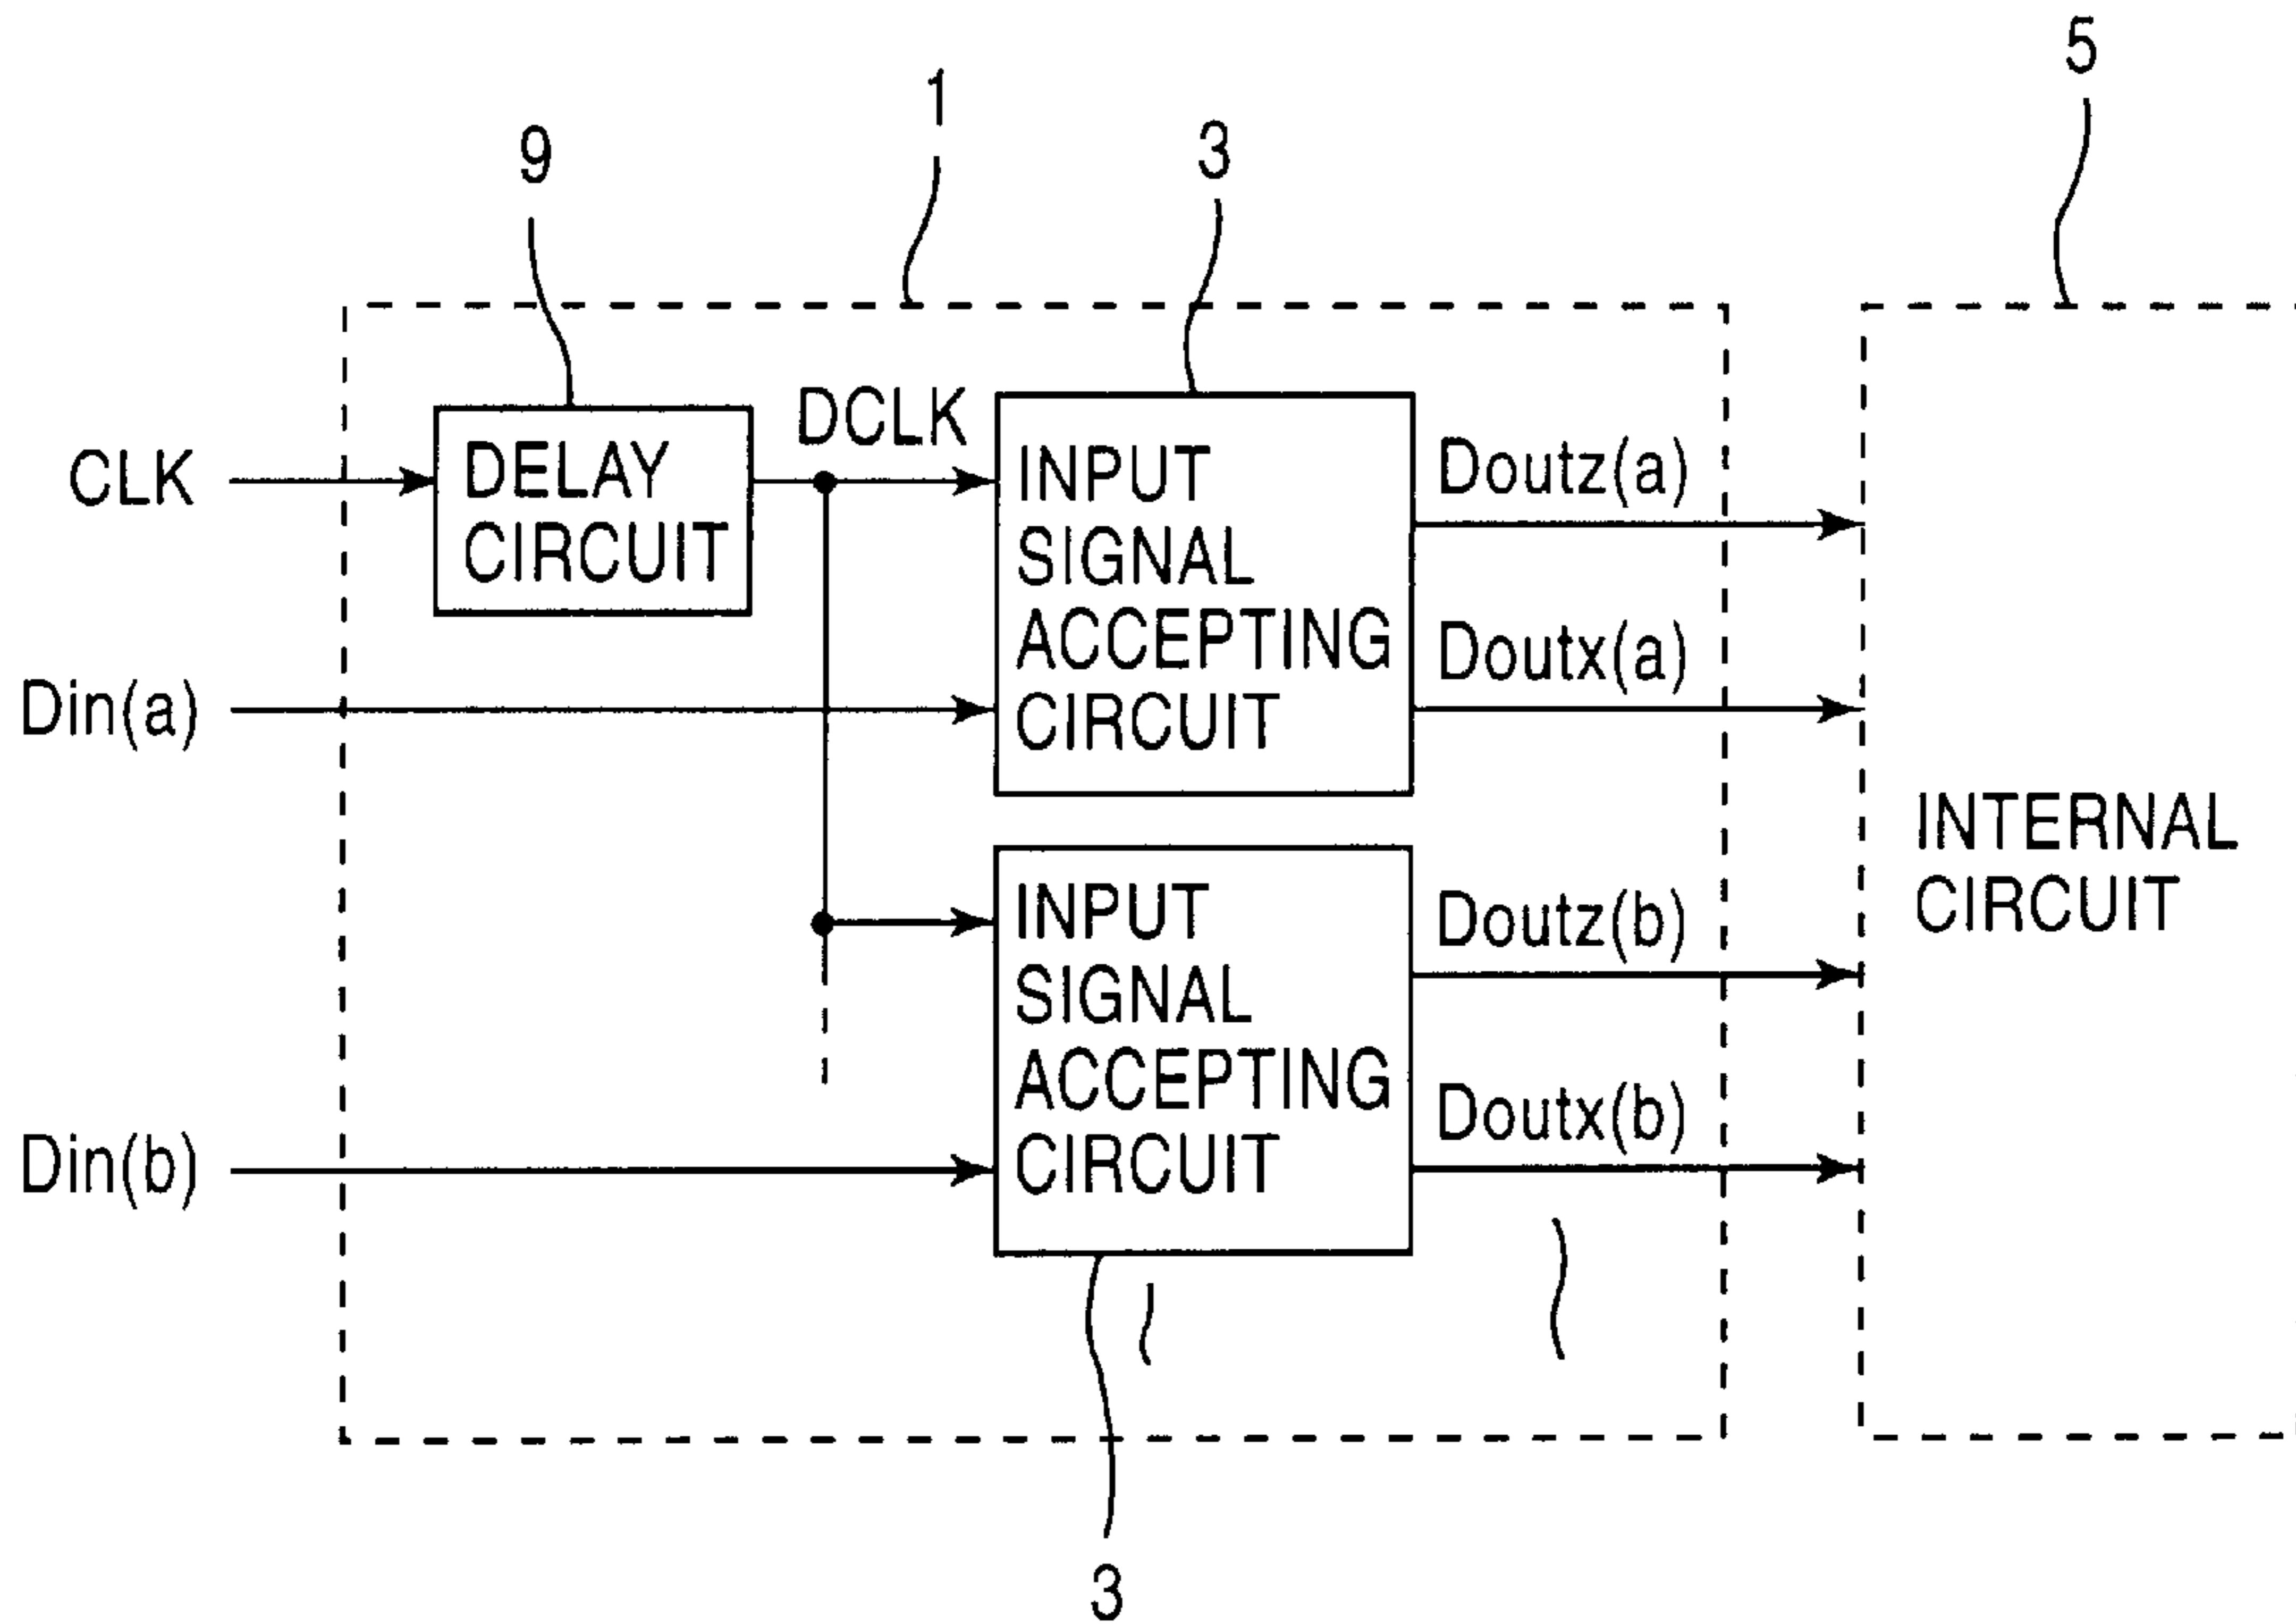 5
1
9
3
CLK
DELAY
CIRCUIT
DCLK
INPUT
SIGNAL
ACCEPTING
CIRCUIT
Doutz(a)
Doutx(a)
Din(a)
INTERNAL
CIRCUIT
INPUT
SIGNAL
ACCEPTING
CIRCUIT
Doutz(b)
Doutx(b)
Din(b)
3